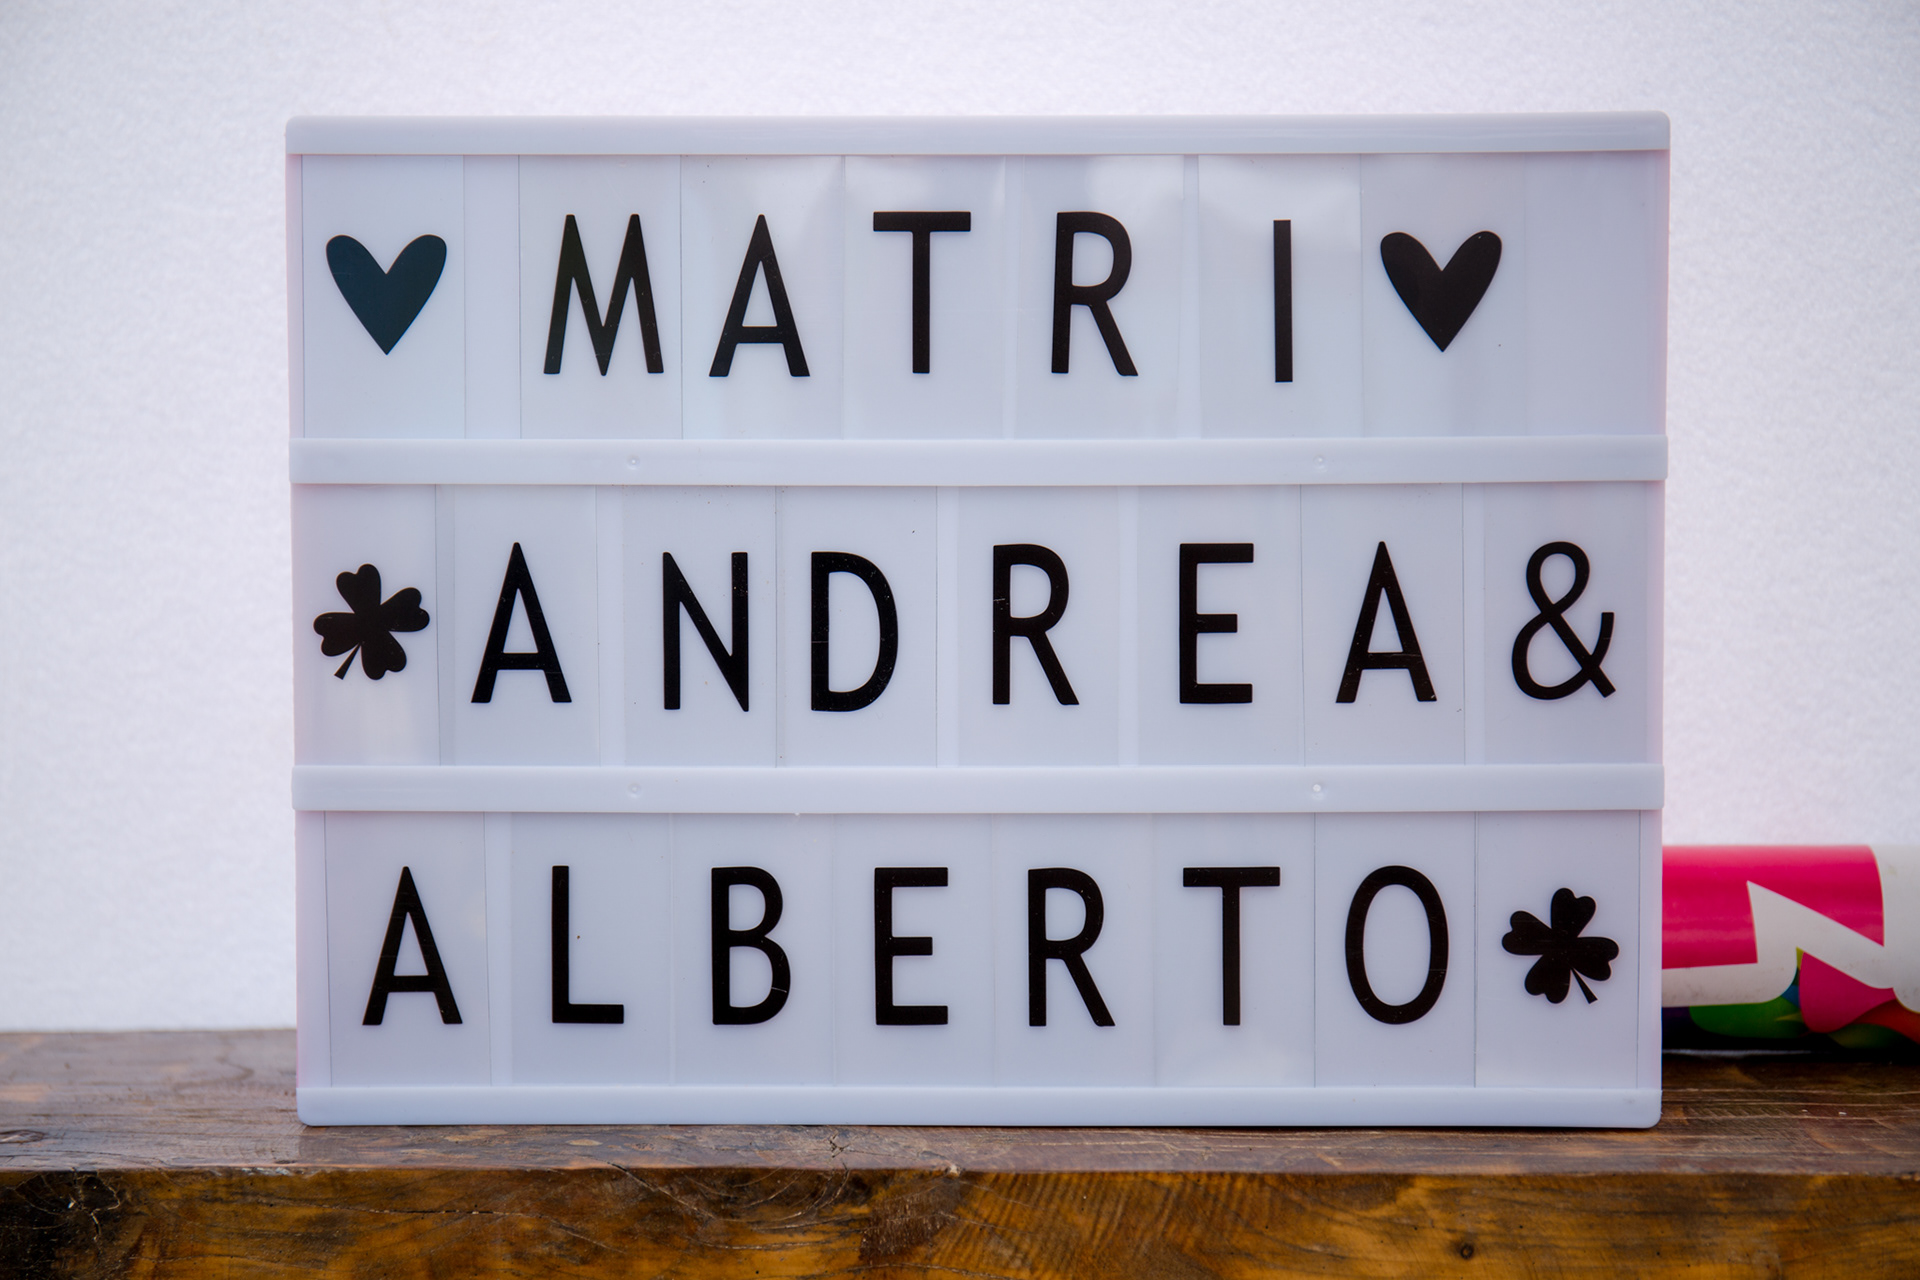 ♥ MATRI ♥
☘ ANDREA &
ALBERTO ☘